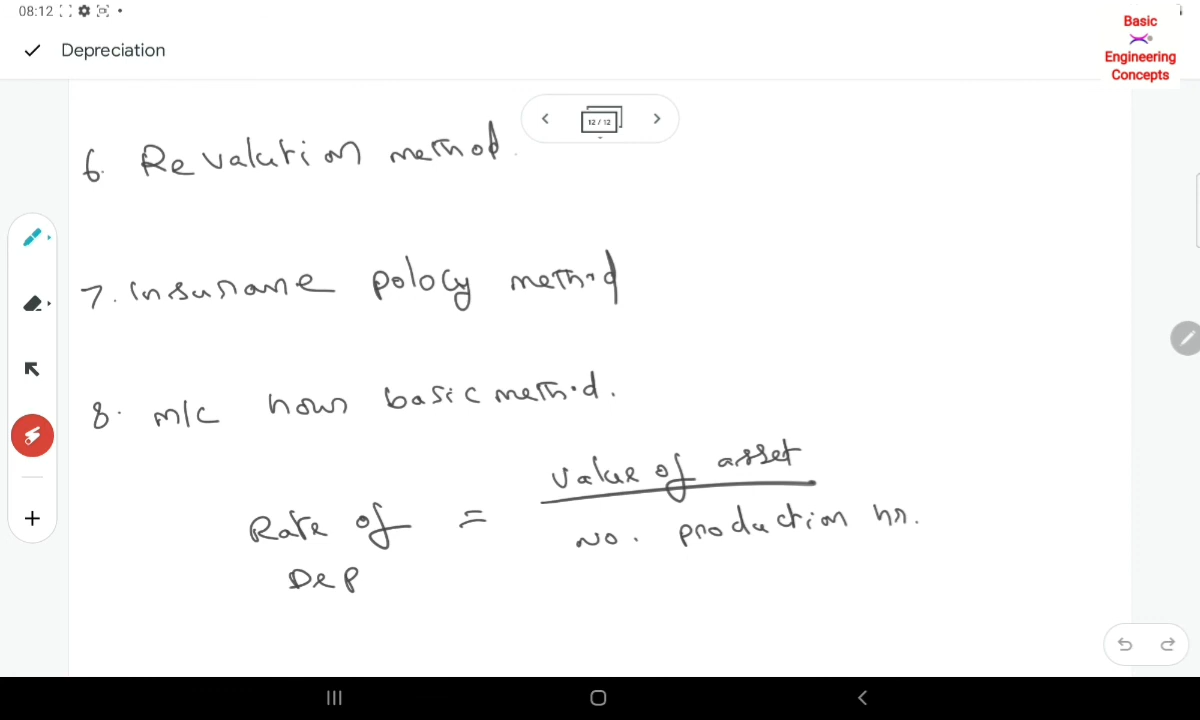 08:12
Depreciation
Basic
Engineering
Concepts
12 / 12
6. Revalution method.
7. insurane polocy method
8. m/c hour basic method.
Rate of Dep = value of asset
No. production hr.